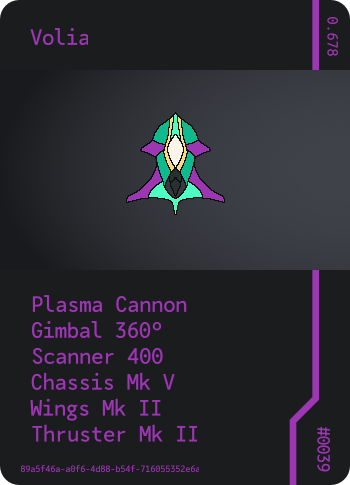 Volia
0.678
Plasma Cannon
Gimbal 360°
Scanner 400
Chassis Mk V
Wings Mk II
Thruster Mk II
#0039
89a5f46a-a0f6-4d88-b54f-716055352e6a